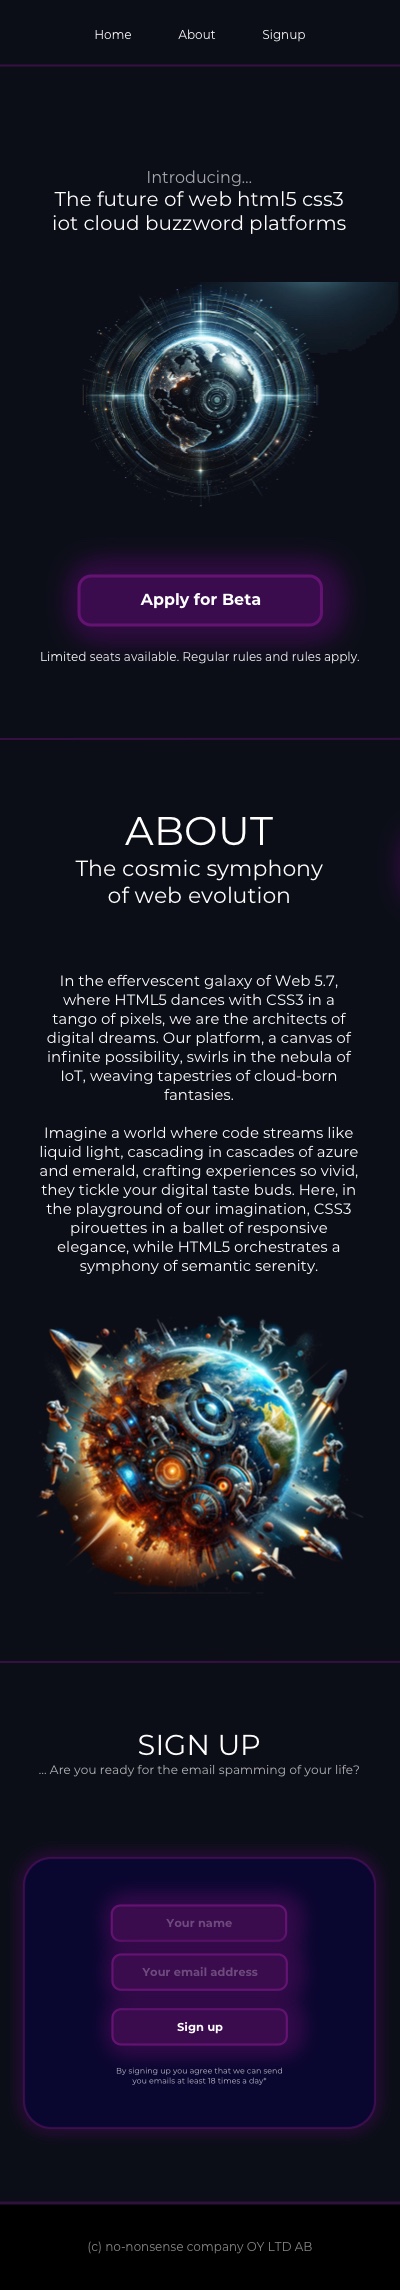 Home About Signup
Introducing...
The future of web html5 css3
iot cloud buzzword platforms
Apply for Beta
Limited seats available. Regular rules and rules apply.
ABOUT
The cosmic symphony
of web evolution
In the effervescent galaxy of Web 5.7,
where HTML5 dances with CSS3 in a
tango of pixels, we are the architects of
digital dreams. Our platform, a canvas of
infinite possibility, swirls in the nebula of
IoT, weaving tapestries of cloud-born
fantasies.
Imagine a world where code streams like
liquid light, cascading in cascades of azure
and emerald, crafting experiences so vivid,
they tickle your digital taste buds. Here, in
the playground of our imagination, CSS3
pirouettes in a ballet of responsive
elegance, while HTML5 orchestrates a
symphony of semantic serenity.
SIGN UP
... Are you ready for the email spamming of your life?
Your name
Your email address
Sign up
By signing up you agree that we can send
you emails at least 18 times a day*
(c) no-nonsense company OY LTD AB